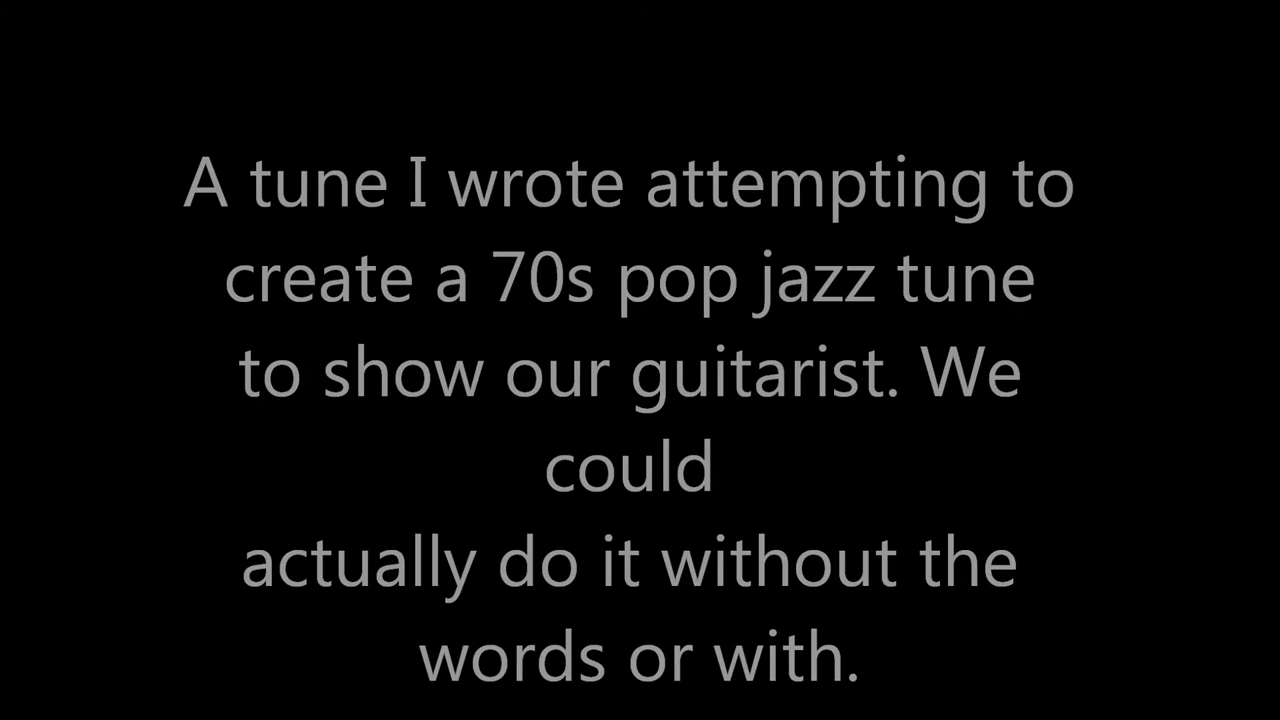 A tune I wrote attempting to
create a 70s pop jazz tune
to show our guitarist. We
could
actually do it without the
words or with.